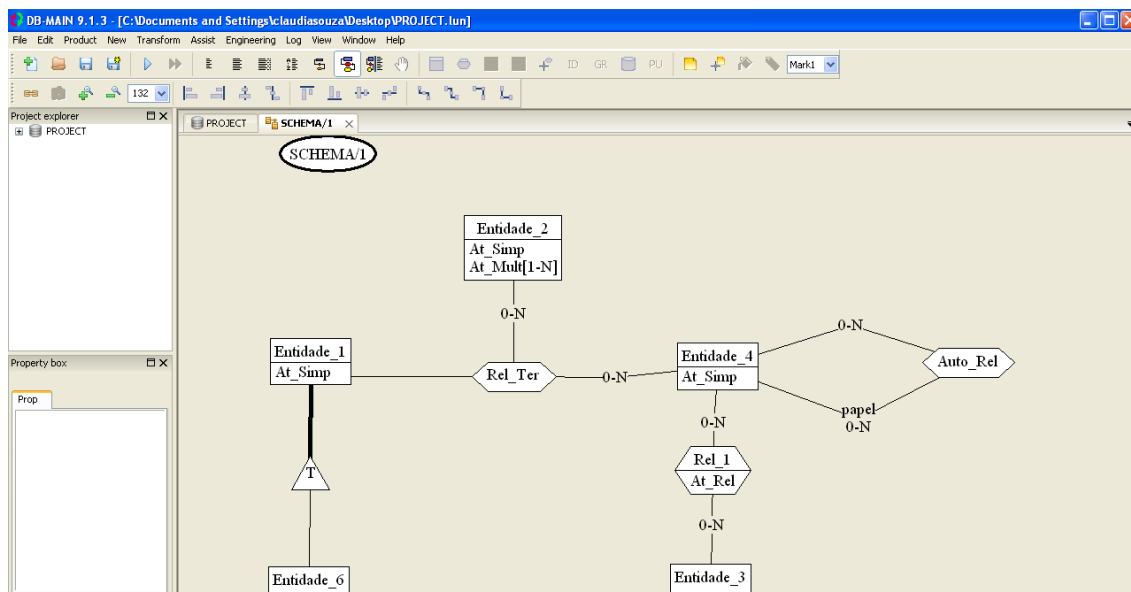 DB-MAIN 9.1.3 - [C:\Documents and Settings\claudiasouza\Desktop\PROJECT.lun]
File Edit Product New Transform Assist Engineering Log View Window Help
ID GR PU Mark1
132
Project explorer
PROJECT
PROJECT SCHEMA/1
SCHEMA/1
Entidade_2
At_Simp
At_Mult[1-N]
0-N
0-N
Entidade_1
At_Simp
Rel_Ter
0-N
Entidade_4
At_Simp
Auto_Rel
papel
0-N
0-N
Rel_1
At_Rel
T
0-N
Entidade_6
Entidade_3
Property box
Prop